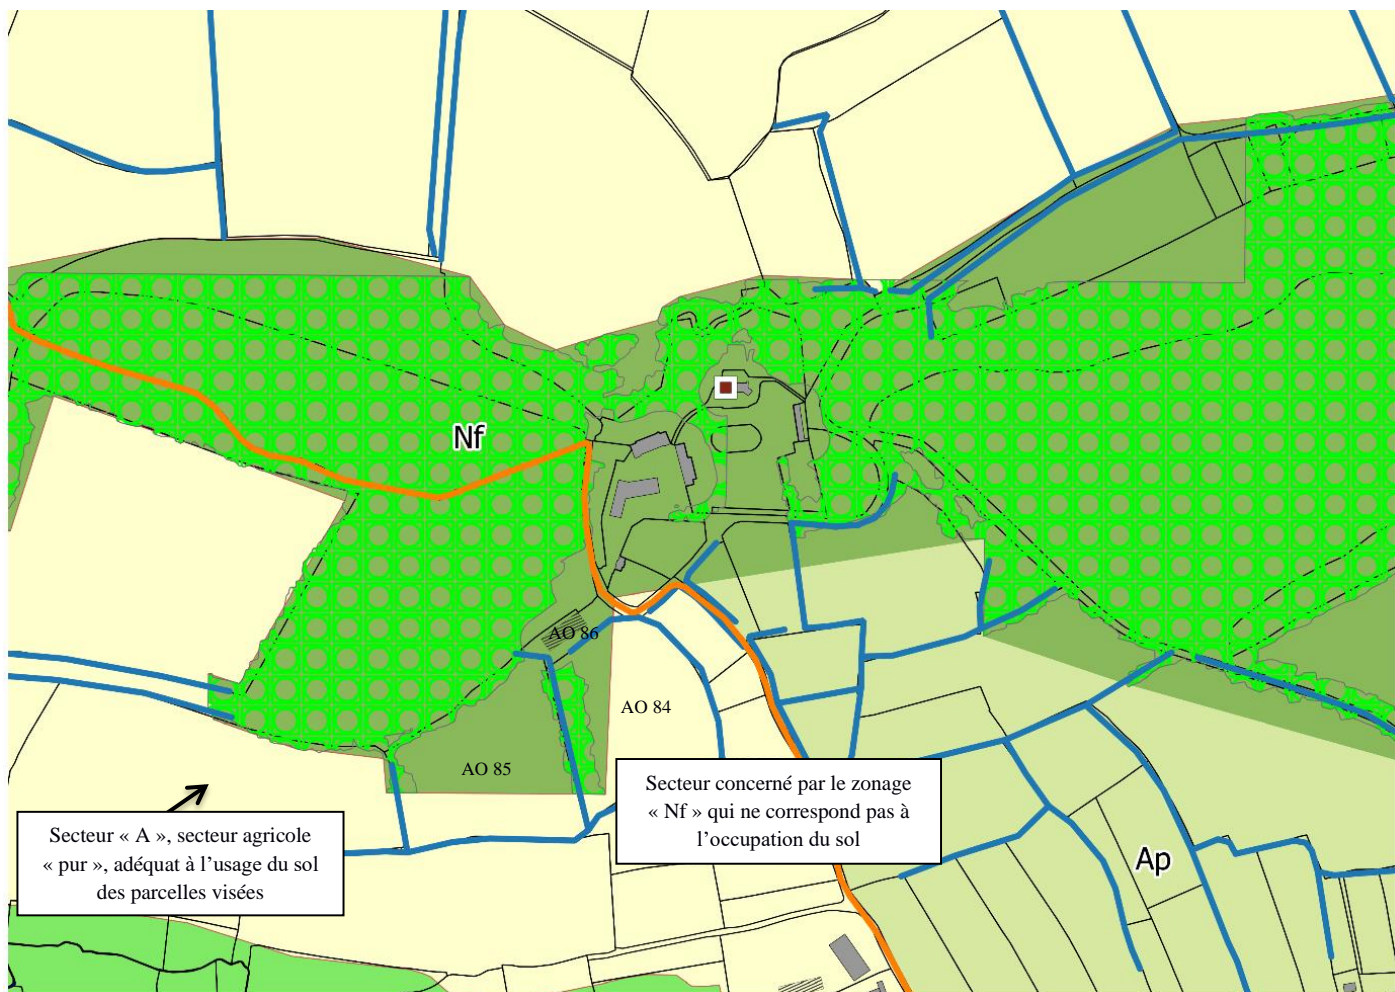 Nf
AO 86
AO 84
AO 85
Secteur concerné par le zonage
« Nf » qui ne correspond pas à
l’occupation du sol
Secteur « A », secteur agricole
« pur », adéquat à l’usage du sol
des parcelles visées
Ap